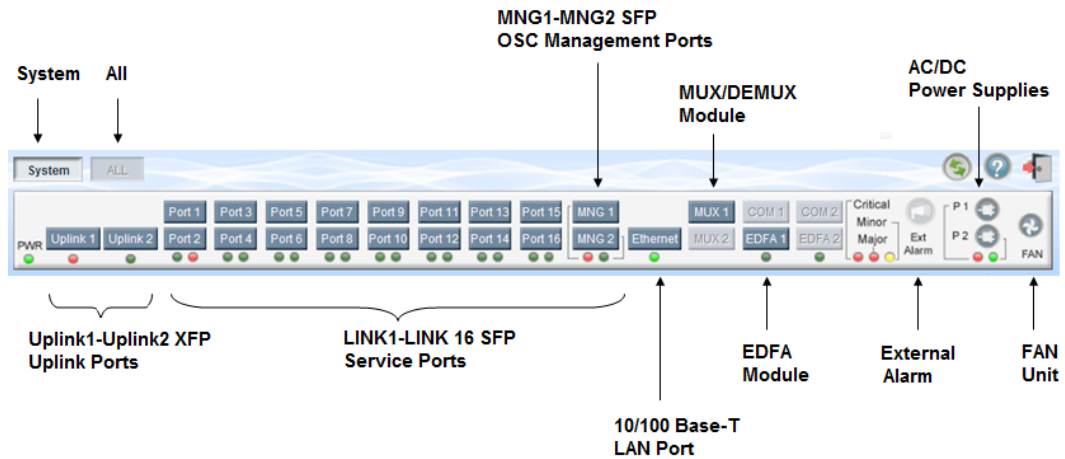 MNG1-MNG2 SFP
OSC Management Ports
System
All
MUX/DEMUX
Module
AC/DC
Power Supplies
System
ALL
?
Port 1 Port 3 Port 5 Port 7 Port 9 Port 11 Port 13 Port 15 MNG 1 MUX 1 COM 1 COM 2 Critical P 1
Minor
PWR Uplink 1 Uplink 2 Port 2 Port 4 Port 6 Port 8 Port 10 Port 12 Port 14 Port 16 MNG 2 Ethernet MUX 2 EDFA 1 EDFA 2 Major Ext P 2
Alarm FAN
Uplink1-Uplink2 XFP
Uplink Ports
LINK1-LINK 16 SFP
Service Ports
EDFA
Module
External
Alarm
FAN
Unit
10/100 Base-T
LAN Port